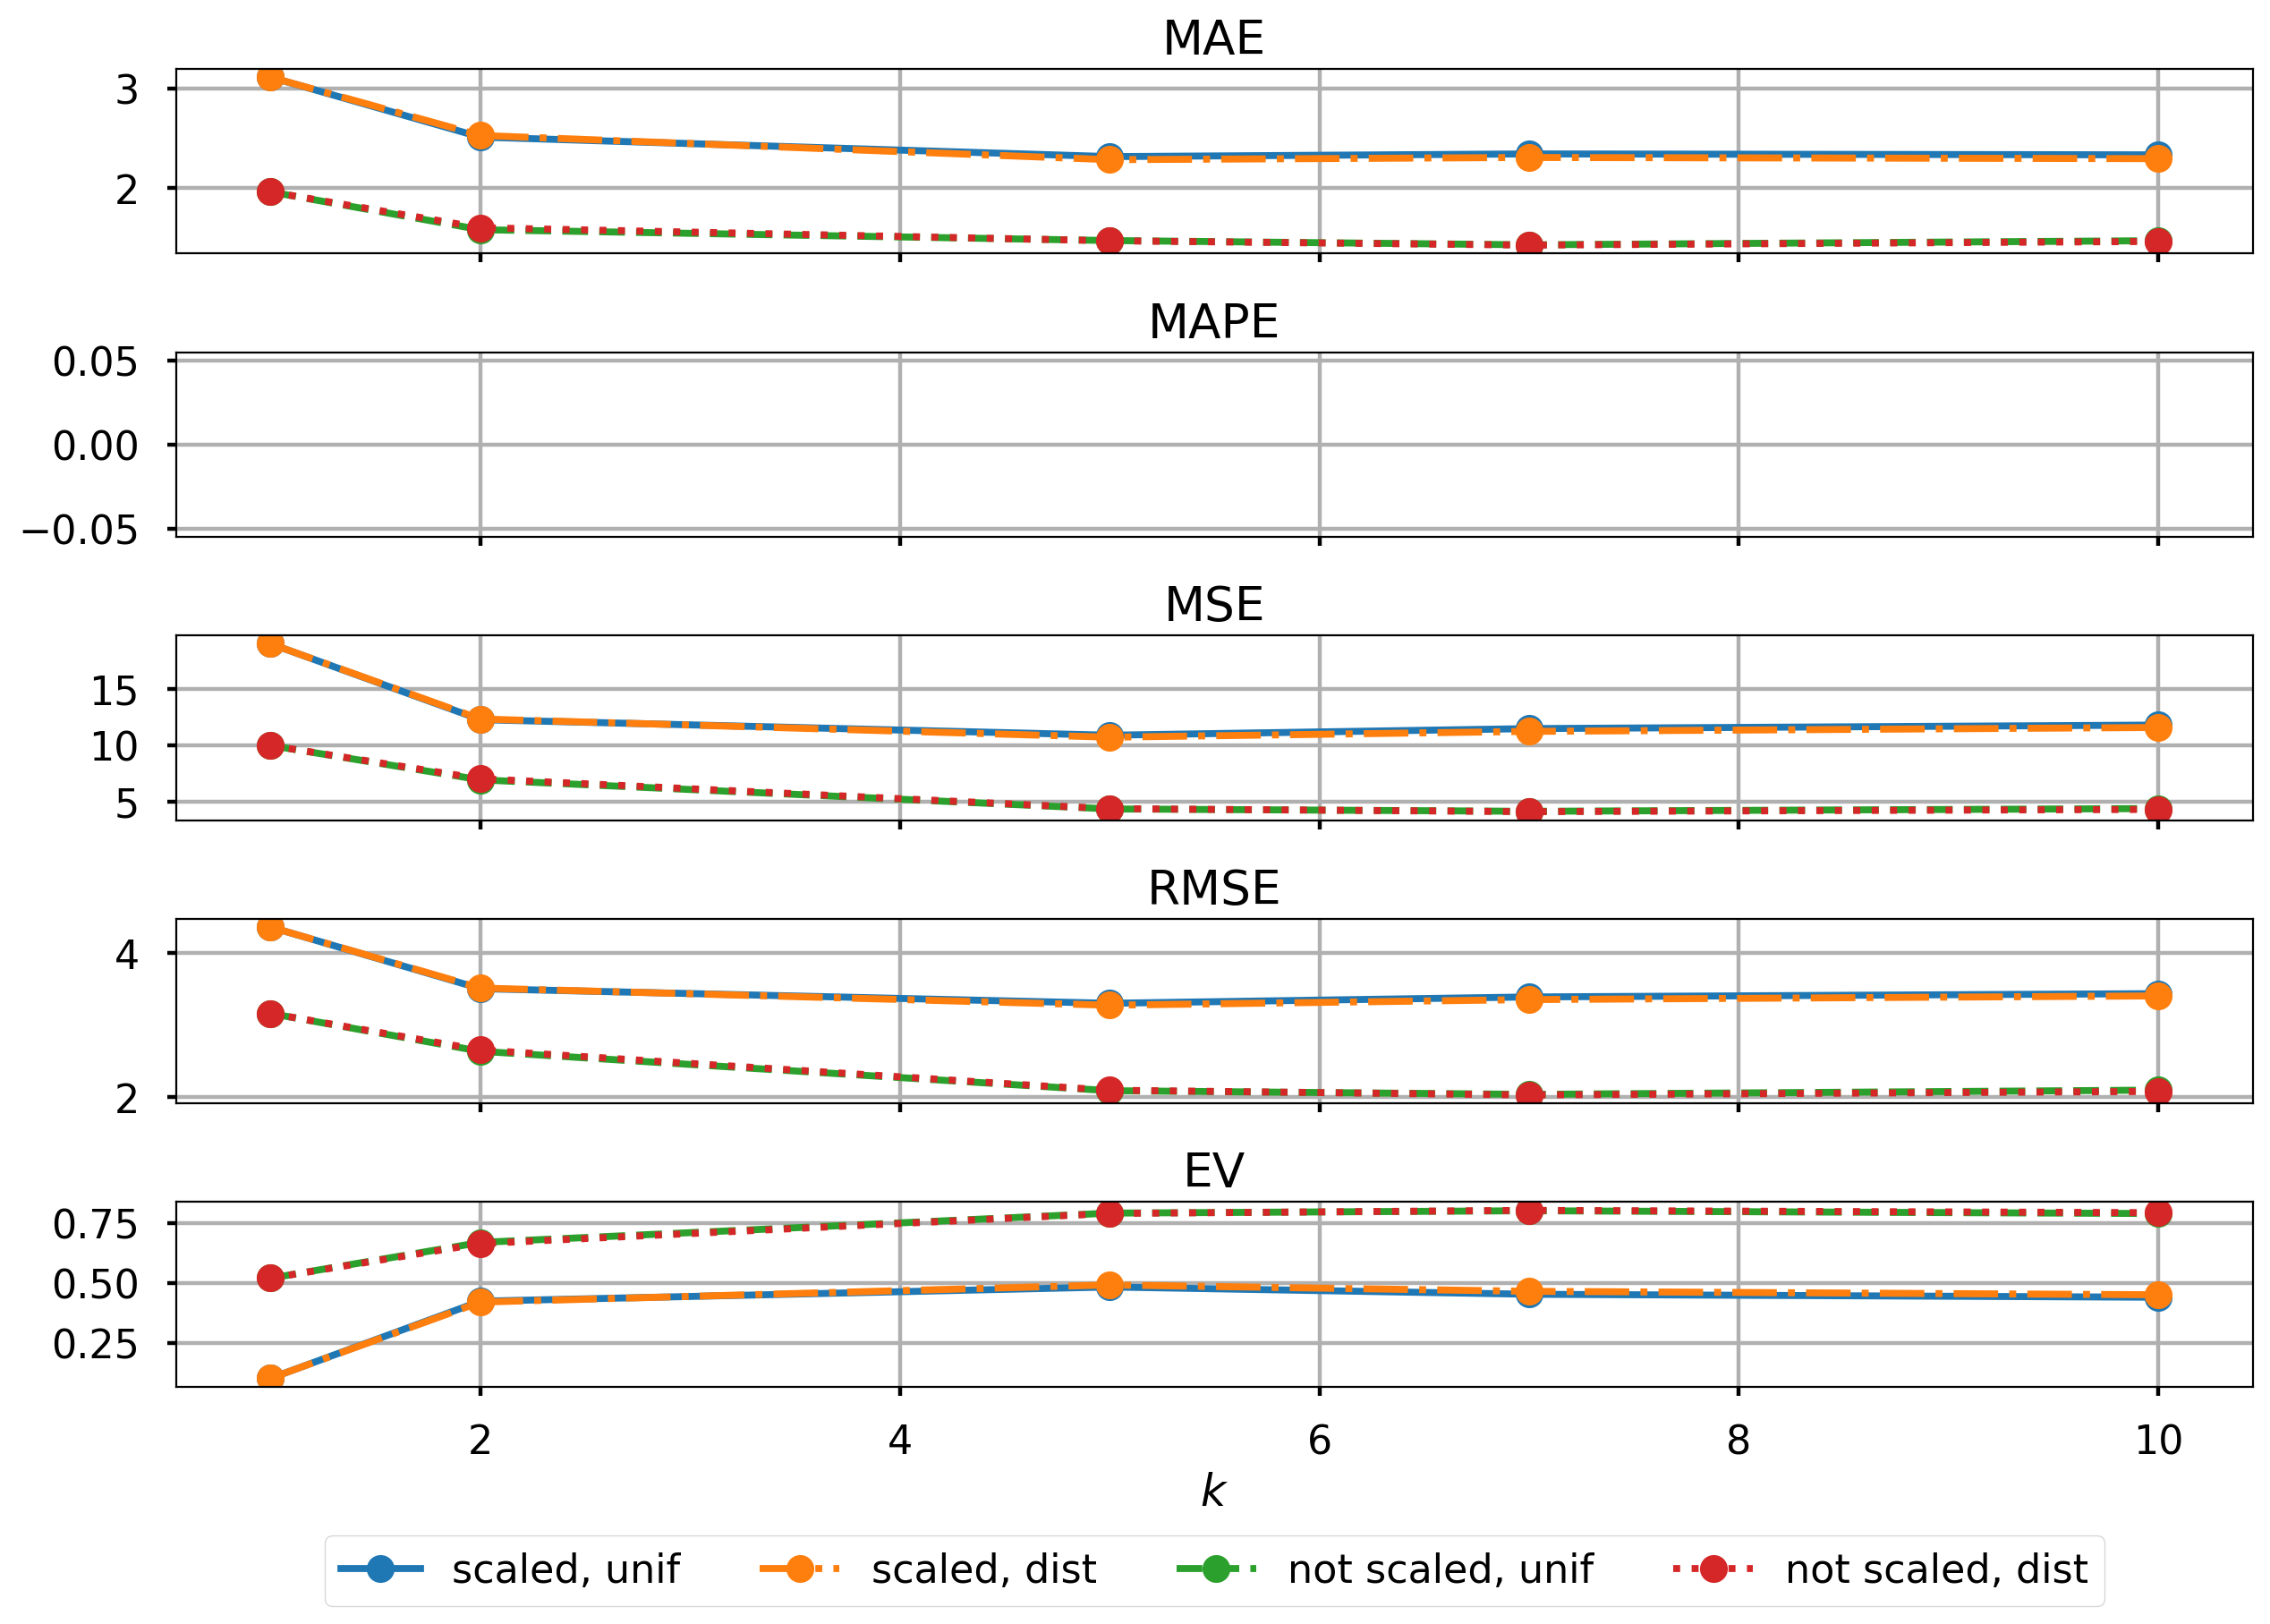 MAE
3
2
MAPE
0.05
0.00
−0.05
MSE
15
10
5
RMSE
4
2
EV
0.75
0.50
0.25
2 4 6 8 10
k
scaled, unif scaled, dist not scaled, unif not scaled, dist